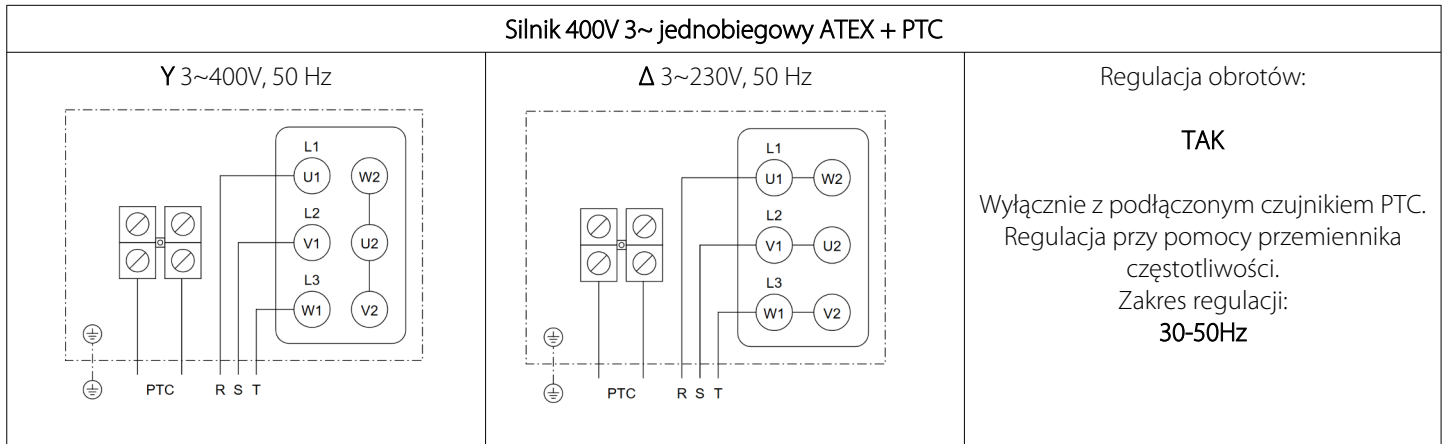 Silnik 400V 3~ jednobiegowy ATEX + PTC
Y 3~400V, 50 Hz
L1
U1 W2
L2
V1 U2
L3
W1 V2
PTC R S T
Δ 3~230V, 50 Hz
L1
U1 W2
L2
V1 U2
L3
W1 V2
PTC R S T
Regulacja obrotów:
TAK
Wyłącznie z podłączonym czujnikiem PTC.
Regulacja przy pomocy przemiennika
częstotliwości.
Zakres regulacji:
30-50Hz